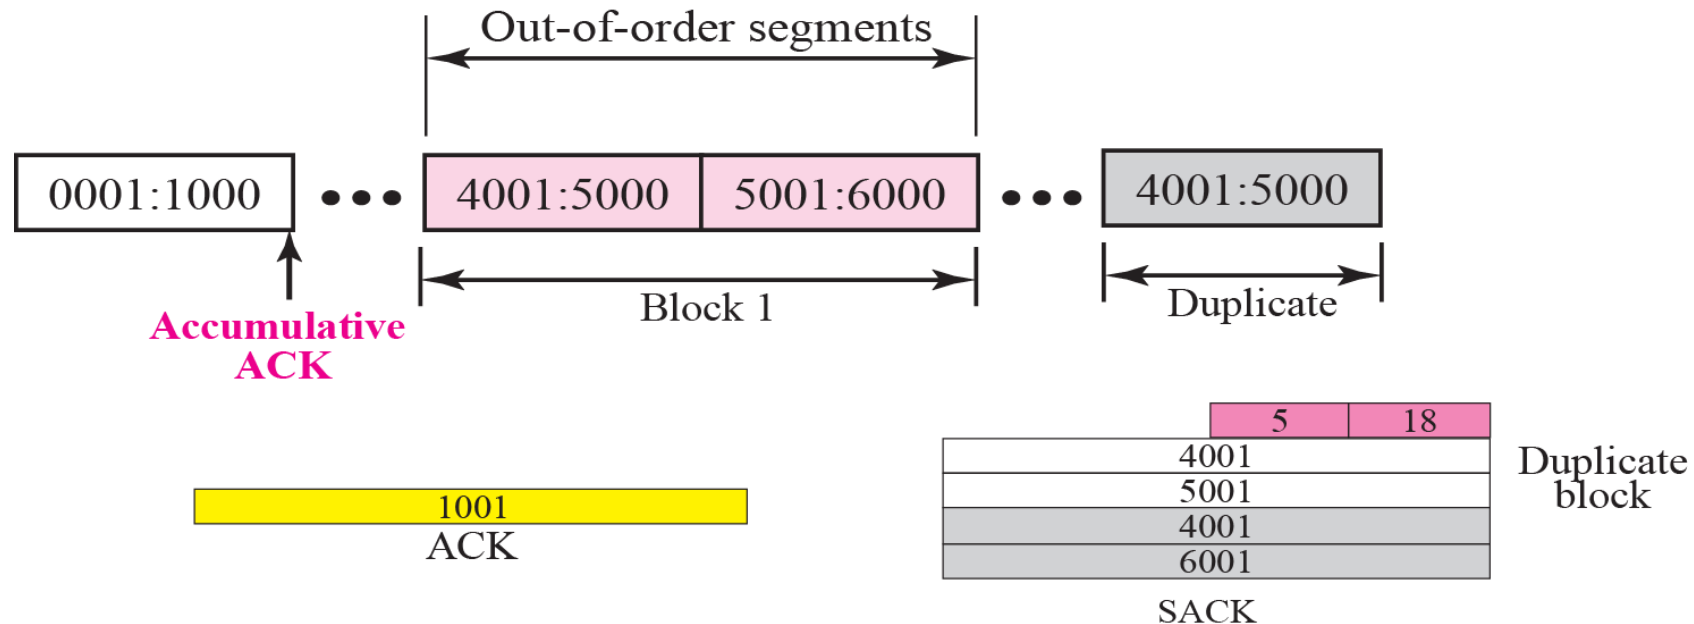 Out-of-order segments
0001:1000
4001:5000
5001:6000
4001:5000
Block 1
Duplicate
Accumulative
ACK
5
18
4001
5001
4001
6001
Duplicate
block
SACK
1001
ACK